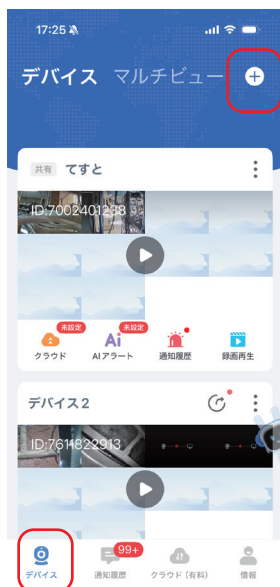 17:25
デバイス マルチビュー
共有 てすと
ID:7002401238
未設定 未設定
クラウド AIアラート 通知履歴 録画再生
デバイス2
ID:7611822913
99+
デバイス 通知履歴 クラウド (有料) 情報